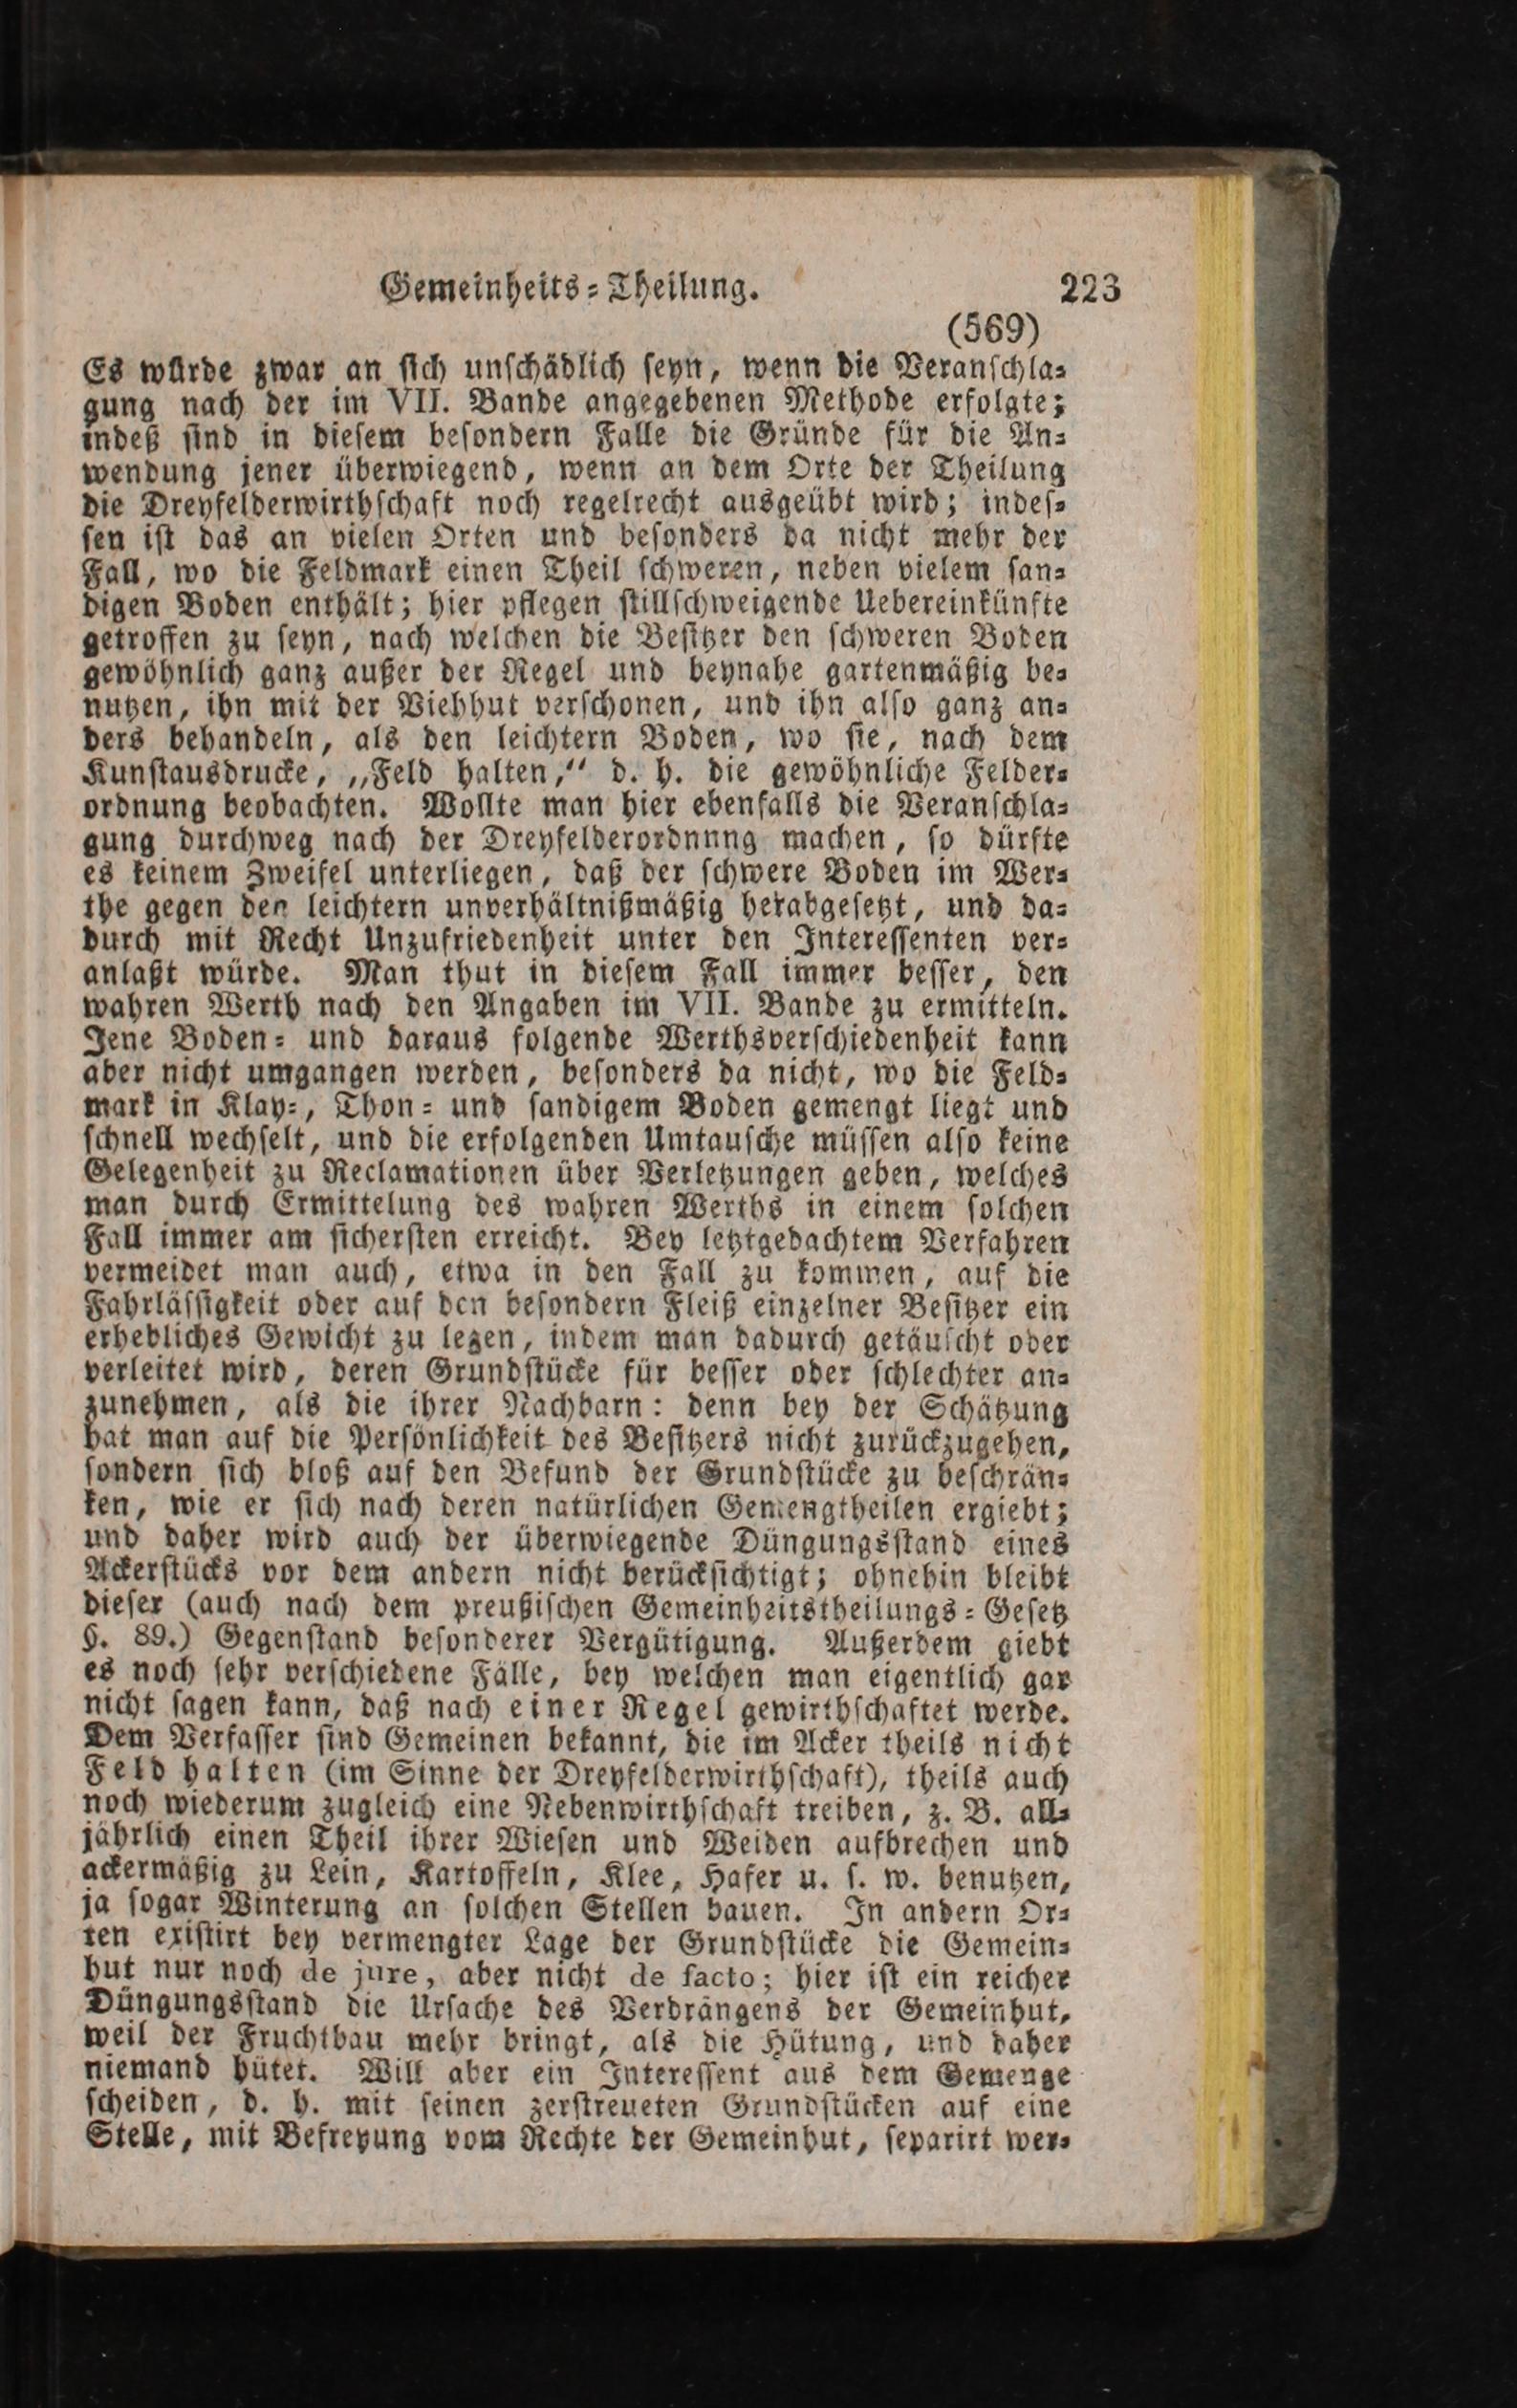 Gemeinheits-Theilung. 223
(569)
Es würde zwar an sich unschädlich seyn, wenn die Veranschla-
gung nach der im VII. Bande angegebenen Methode erfolgte;
indeß sind in diesem besondern Falle die Gründe für die An-
wendung jener überwiegend, wenn an dem Orte der Theilung
die Dreyfelderwirthschaft noch regelrecht ausgeübt wird; indes-
sen ist das an vielen Orten und besonders da nicht mehr der
Fall, wo die Feldmark einen Theil schweren, neben vielem san-
digen Boden enthält; hier pflegen stillschweigende Uebereinkünfte
getroffen zu seyn, nach welchen die Besitzer den schweren Boden
gewöhnlich ganz außer der Regel und beynahe gartenmäßig be-
nutzen, ihn mit der Viehhut verschonen, und ihn also ganz an-
ders behandeln, als den leichtern Boden, wo sie, nach dem
Kunstausdrucke, „Feld halten,“ d. h. die gewöhnliche Felder-
ordnung beobachten. Wollte man hier ebenfalls die Veranschla-
gung durchweg nach der Dreyfelderordnnng machen, so dürfte
es keinem Zweifel unterliegen, daß der schwere Boden im Wer-
the gegen den leichtern unverhältnißmäßig herabgesetzt, und da-
durch mit Recht Unzufriedenheit unter den Interessenten ver-
anlaßt würde. Man thut in diesem Fall immer besser, den
wahren Werth nach den Angaben im VII. Bande zu ermitteln.
Jene Boden- und daraus folgende Werthsverschiedenheit kann
aber nicht umgangen werden, besonders da nicht, wo die Feld-
mark in Klay-, Thon- und sandigem Boden gemengt liegt und
schnell wechselt, und die erfolgenden Umtausche müssen also keine
Gelegenheit zu Reclamationen über Verletzungen geben, welches
man durch Ermittelung des wahren Werths in einem solchen
Fall immer am sichersten erreicht. Bey letztgedachtem Verfahren
vermeidet man auch, etwa in den Fall zu kommen, auf die
Fahrlässigkeit oder auf den besondern Fleiß einzelner Besitzer ein
erhebliches Gewicht zu legen, indem man dadurch getäuscht oder
verleitet wird, deren Grundstücke für besser oder schlechter an-
zunehmen, als die ihrer Nachbarn: denn bey der Schätzung
hat man auf die Persönlichkeit des Besitzers nicht zurückzugehen,
sondern sich bloß auf den Befund der Grundstücke zu beschrän-
ken, wie er sich nach deren natürlichen Gemengtheilen ergiebt;
und daher wird auch der überwiegende Düngungsstand eines
Ackerstücks vor dem andern nicht berücksichtigt; ohnehin bleibt
dieser (auch nach dem preußischen Gemeinheitstheilungs-Gesetz
§. 89.) Gegenstand besonderer Vergütigung. Außerdem giebt
es noch sehr verschiedene Fälle, bey welchen man eigentlich gar
nicht sagen kann, daß nach einer Regel gewirthschaftet werde.
Dem Verfasser sind Gemeinen bekannt, die im Acker theils nicht
Feld halten (im Sinne der Dreyfelderwirthschaft), theils auch
noch wiederum zugleich eine Nebenwirthschaft treiben, z. B. all-
jährlich einen Theil ihrer Wiesen und Weiden aufbrechen und
ackermäßig zu Lein, Kartoffeln, Klee, Hafer u. s. w. benutzen,
ja sogar Winterung an solchen Stellen bauen. In andern Or-
ten existirt bey vermengter Lage der Grundstücke die Gemein-
hut nur noch de jure, aber nicht de facto; hier ist ein reicher
Düngungsstand die Ursache des Verdrängens der Gemeinhut,
weil der Fruchtbau mehr bringt, als die Hütung, und daher
niemand hütet. Will aber ein Interessent aus dem Gemenge
scheiden, d. h. mit seinen zerstreueten Grundstücken auf eine
Stelle, mit Befreyung vom Rechte der Gemeinhut, separirt wer-